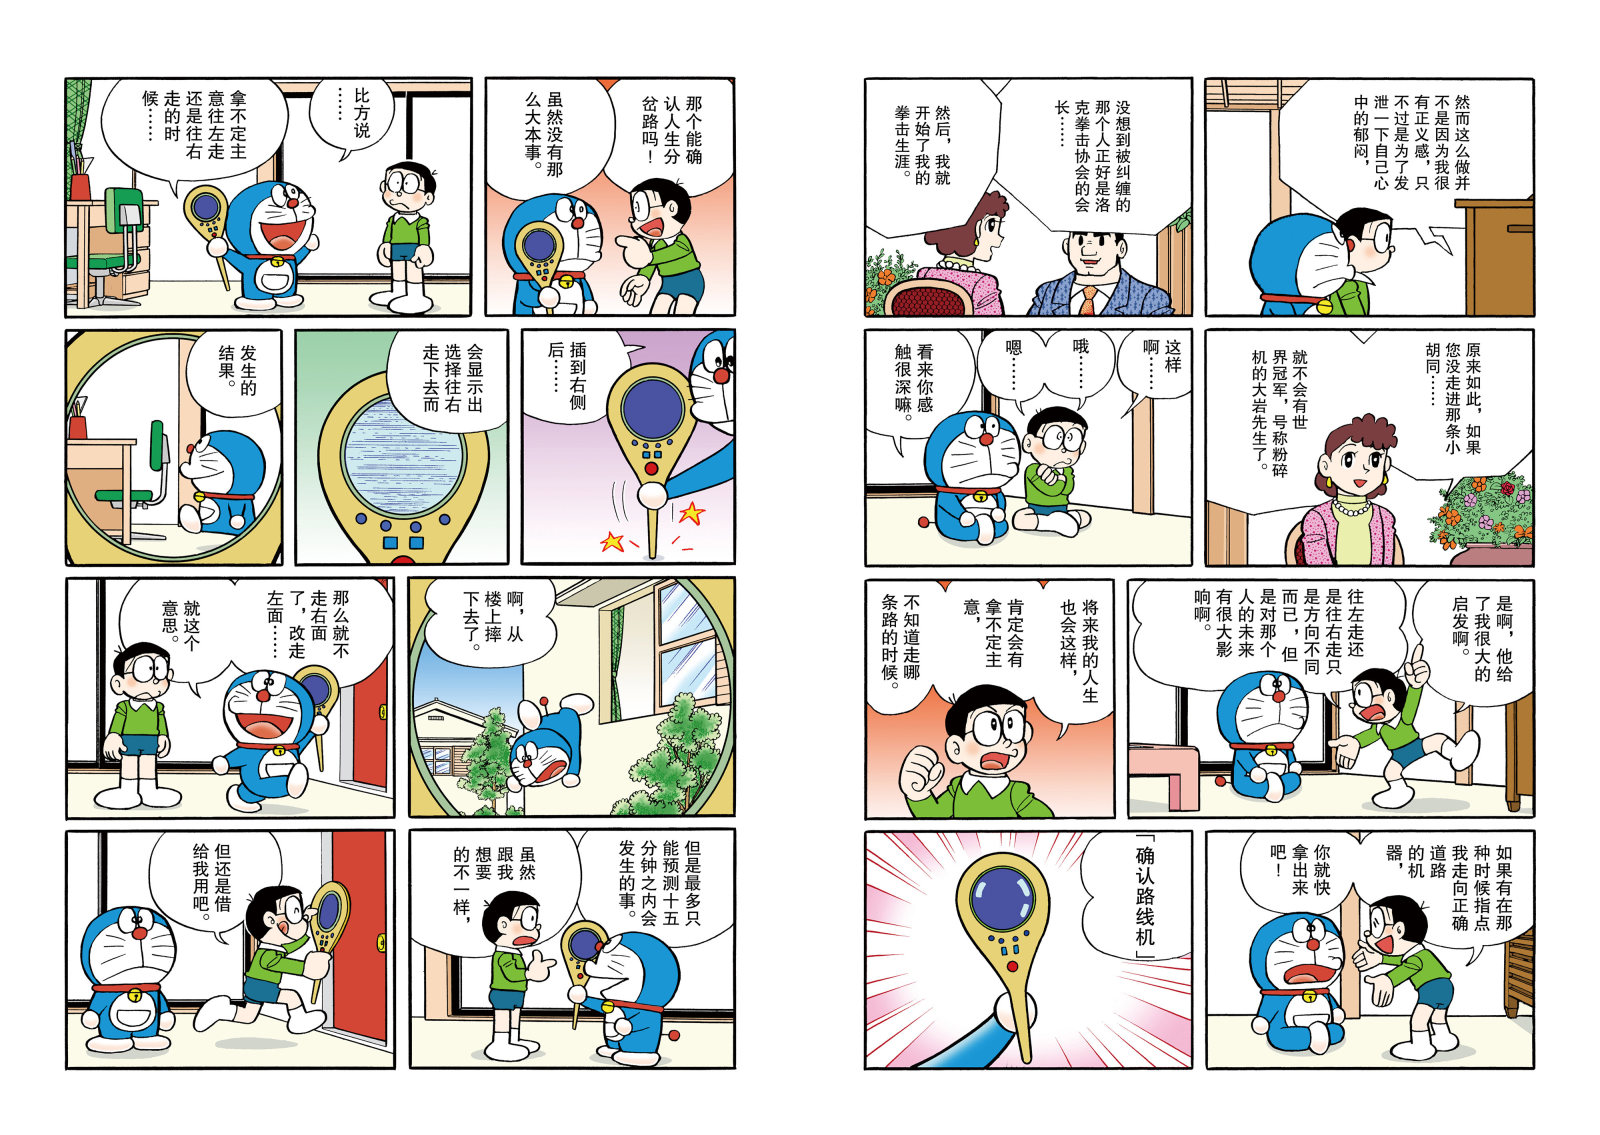 然而这么做并
不是因为我很
有正义感，只
不过是为了发
泄一下自己心
中的郁闷，
没想到被纠缠的
那个人正好是洛
克拳击协会的会
长……
然后，我就
开始了我的
拳击生涯。
原来如此，如果
您没走进那条小
胡同……
就不会有世
界冠军，号称粉碎
机的大岩先生了。
这样
啊……
哦……
嗯……
看来你感
触很深嘛。
是啊，他给
了我很大的
启发啊。
往左走还
是往右走只
是方向不同
而已，但
是对那个
人的未来
有很大影
响啊。
将来我的人生
也会这样，
肯定会有
拿不定主
意，
不知道走哪
条路的时候。
如果有在那
种时候指点
我走向正确
道路
的机
器，
你就快
拿出来
吧！
「确认路线机」
那个能确
认人生分
岔路吗！
虽然没有那
么大本事。
比方说
……
拿不定主
意往左走
还是往右
走的时
候……
插到右侧
后……
会显示出
选择往右
走下去而
发生的
结果。
啊，从
楼上摔
下去了。
那么就不
走右面
了，改走
左面……
就这个
意思。
但是最多只
能预测十五
分钟之内会
发生的事。
虽然
跟我
想要
的不一样，
但还是借
给我用吧。